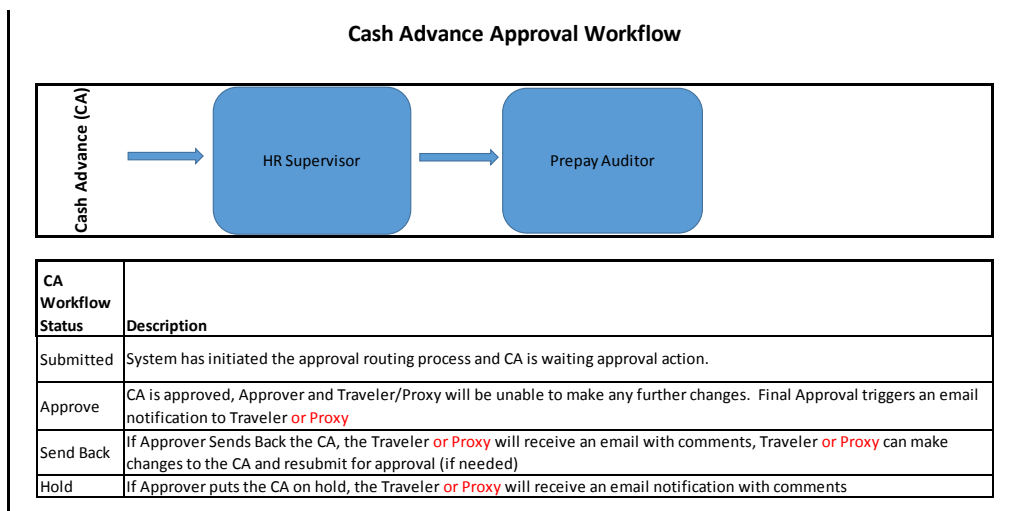 Cash Advance Approval Workflow
Cash Advance (CA)
HR Supervisor
Prepay Auditor
CA
Workflow
Status
Description
Submitted
System has initiated the approval routing process and CA is waiting approval action.
Approve
CA is approved, Approver and Traveler/Proxy will be unable to make any further changes.  Final Approval triggers an email
notification to Traveler or Proxy
Send Back
If Approver Sends Back the CA, the Traveler or Proxy will receive an email with comments, Traveler or Proxy can make
changes to the CA and resubmit for approval (if needed)
Hold
If Approver puts the CA on hold, the Traveler or Proxy will receive an email notification with comments